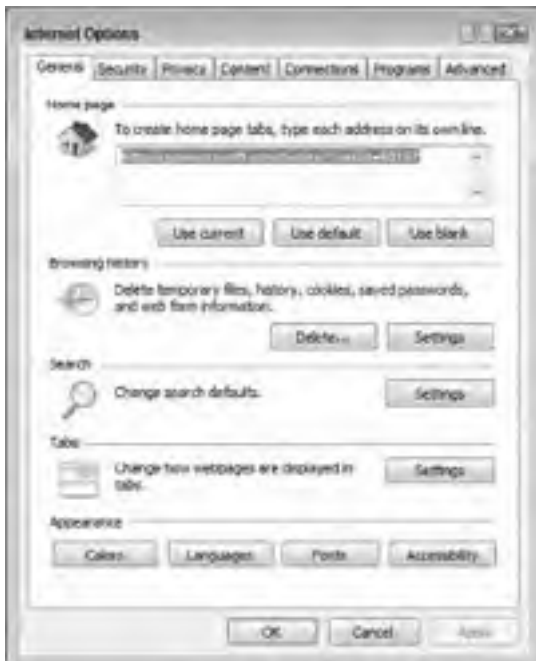 Internet Options
General Security Privacy Content Connections Programs Advanced
Home page
To create home page tabs, type each address on its own line.
Use current Use default Use blank
Browsing history
Delete temporary files, history, cookies, saved passwords,
and web form information.
Delete... Settings
Search
Change search defaults.
Settings
Tabs
Change how webpages are displayed in
tabs.
Settings
Appearance
Colors Languages Fonts Accessibility
OK Cancel Apply